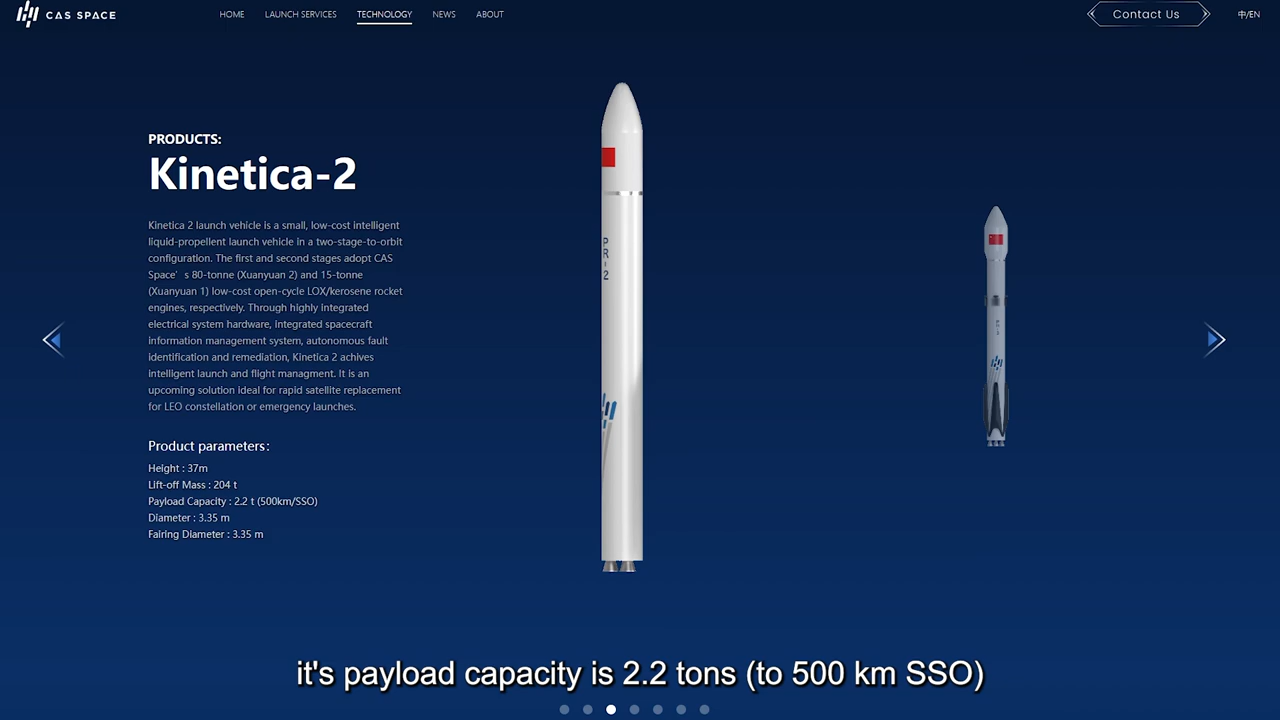 CAS SPACE
HOME
LAUNCH SERVICES
TECHNOLOGY
NEWS
ABOUT
Contact Us
中/EN
PRODUCTS:
Kinetica-2
Kinetica 2 launch vehicle is a small, low-cost intelligent
liquid-propellent launch vehicle in a two-stage-to-orbit
configuration. The first and second stages adopt CAS
Space’ s 80-tonne (Xuanyuan 2) and 15-tonne
(Xuanyuan 1) low-cost open-cycle LOX/kerosene rocket
engines, respectively. Through highly integrated
electrical system hardware, integrated spacecraft
information management system, autonomous fault
identification and remediation, Kinetica 2 achives
intelligent launch and flight managment. It is an
upcoming solution ideal for rapid satellite replacement
for LEO constellation or emergency launches.
Product parameters:
Height : 37m
Lift-off Mass : 204 t
Payload Capacity : 2.2 t (500km/SSO)
Diameter : 3.35 m
Fairing Diameter : 3.35 m
PR-2
it's payload capacity is 2.2 tons (to 500 km SSO)